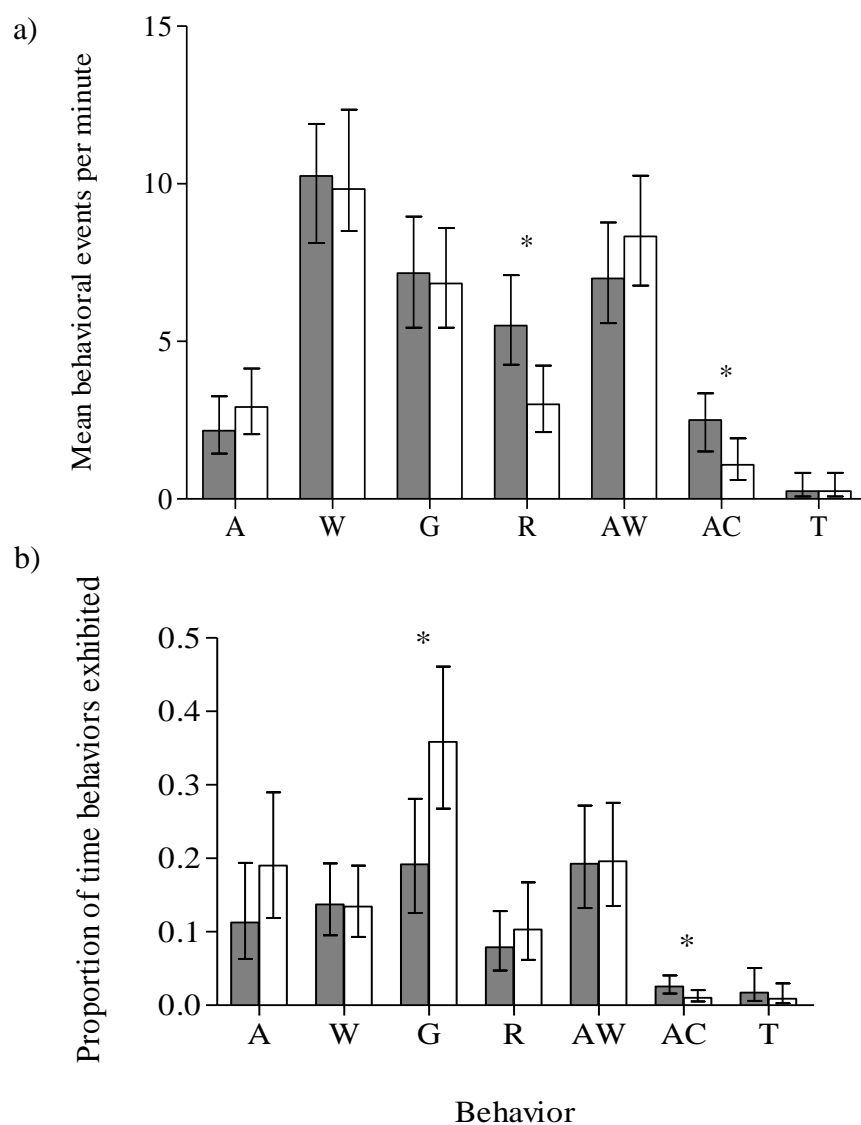 a)
Mean behavioral events per minute
15
10
5
0
*
*
A W G R AW AC T
b)
Proportion of time behaviors exhibited
0.5
0.4
0.3
0.2
0.1
0.0
*
*
A W G R AW AC T
Behavior